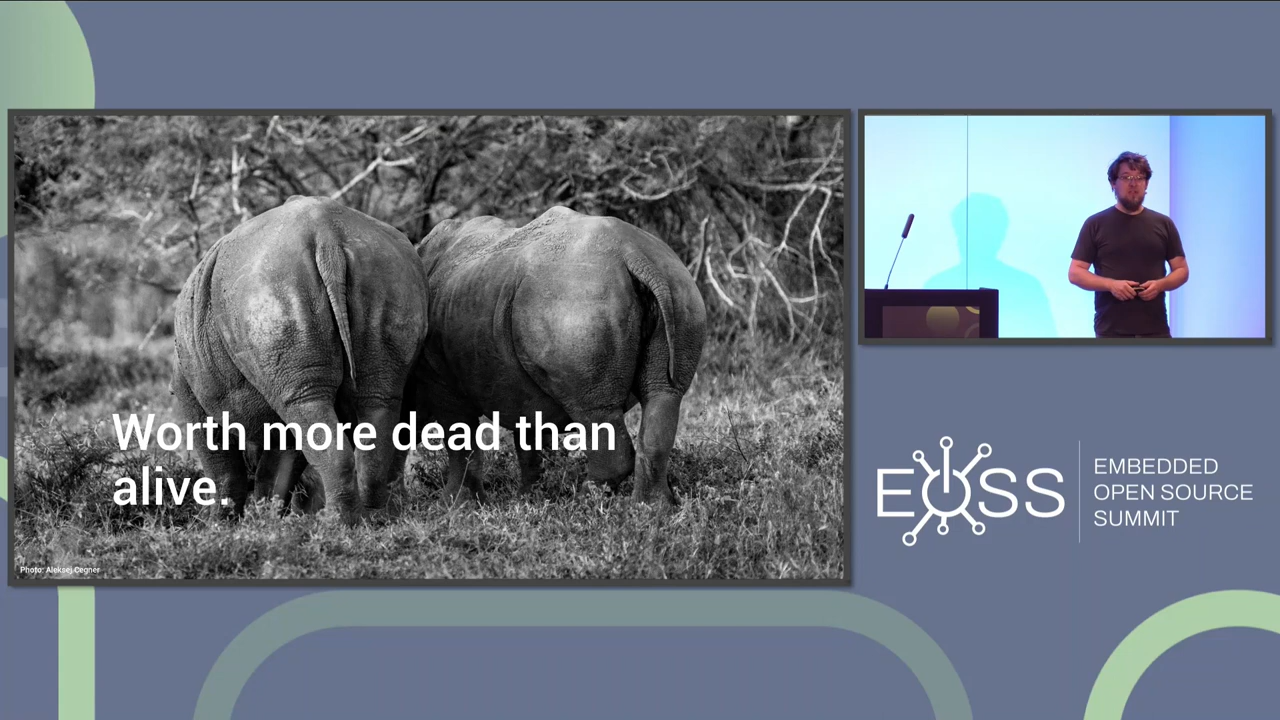 Worth more dead than
alive.
Photo: Aleksej Cegner
EOSS
EMBEDDED
OPEN SOURCE
SUMMIT